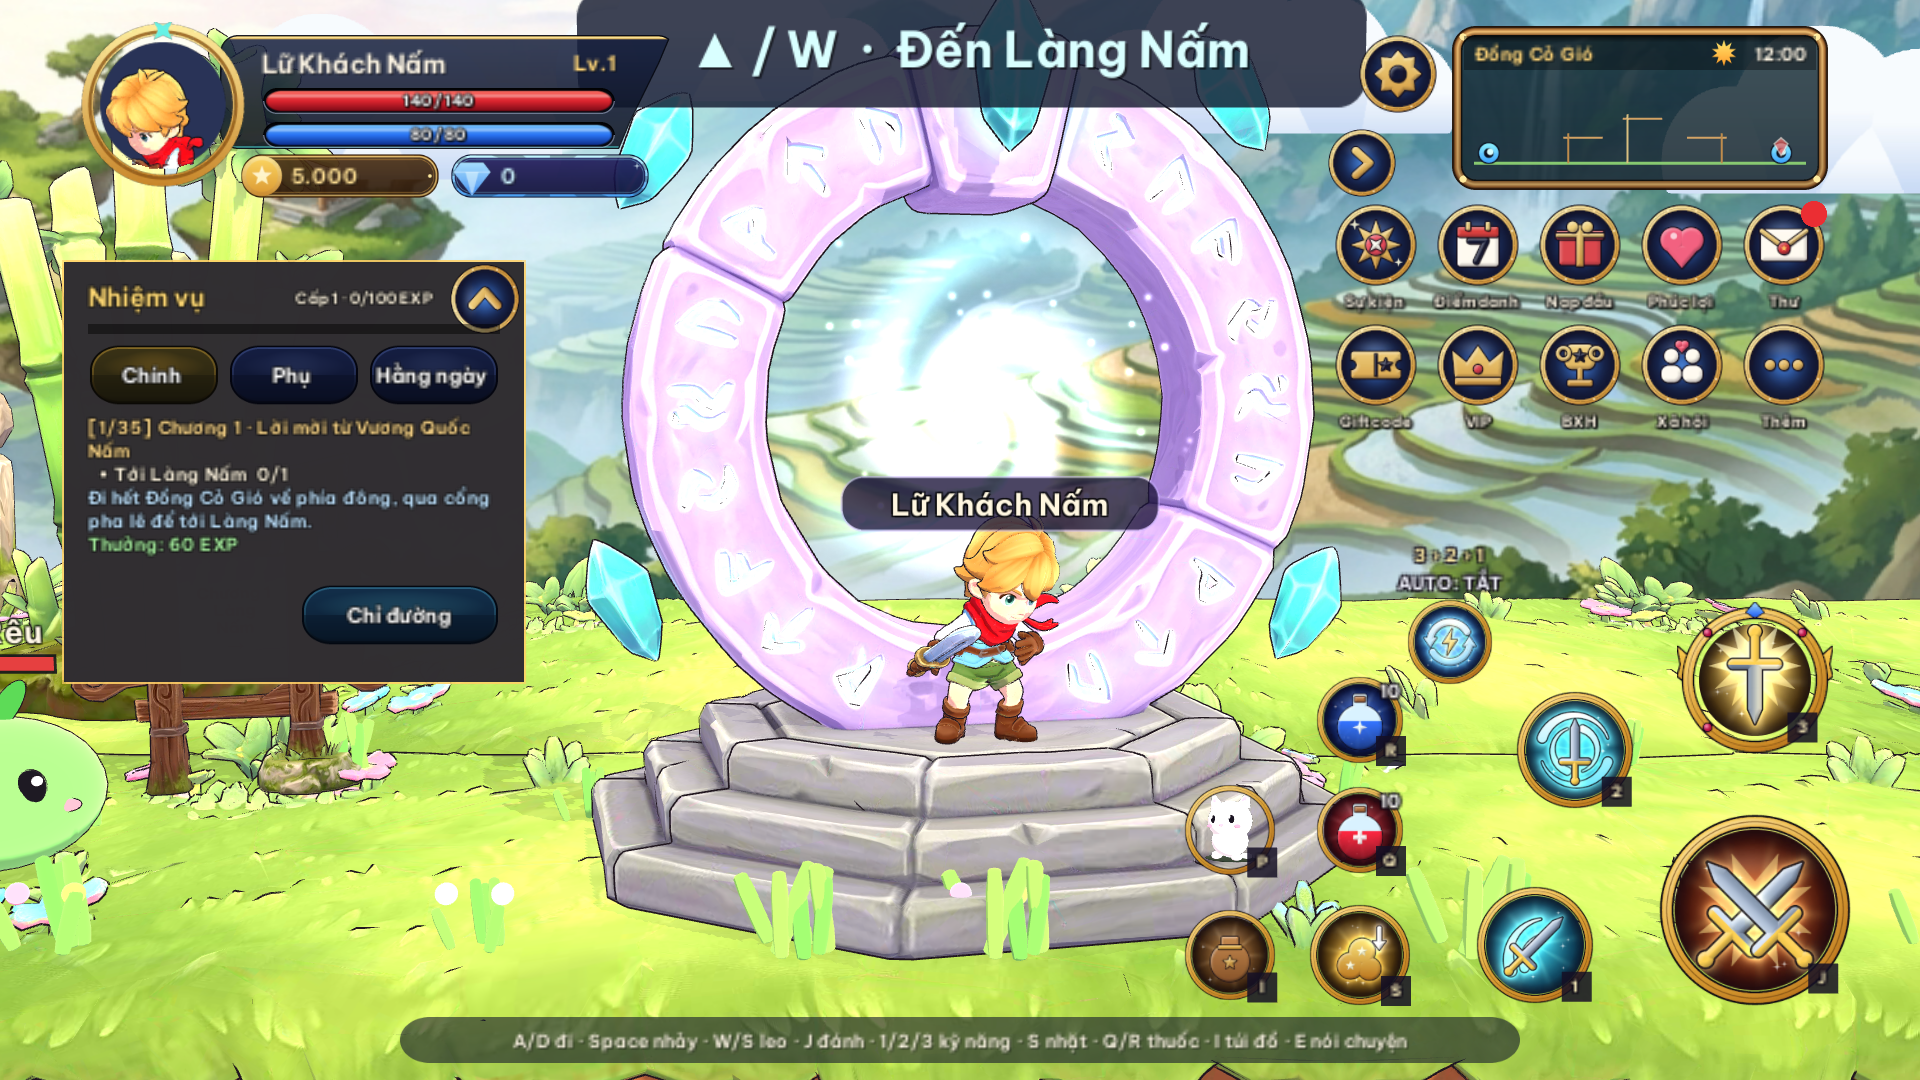 ▲ / W · Đến Làng Nấm
Lữ Khách Nấm
Lv.1
140/140
80/80
5.000
0
Đồng Cỏ Gió
12:00
Nhiệm vụ
Cấp 1 - 0/100 EXP
Chính
Phụ
Hằng ngày
[1/35] Chương 1 - Lời mời từ Vương Quốc
Nấm
• Tới Làng Nấm 0/1
Đi hết Đồng Cỏ Gió về phía đông, qua cổng
pha lê để tới Làng Nấm.
Thưởng: 60 EXP
Chỉ đường
7
Sự kiện
Điểm danh
Nạp đầu
Phúc lợi
Thư
Giftcode
VIP
BXH
Xã hội
Thêm
Lữ Khách Nấm
3+2+1
AUTO: TẮT
êu
10
R
3
2
10
Q
P
I
S
1
J
A/D đi - Space nhảy - W/S leo - J đánh - 1/2/3 kỹ năng - S nhặt - Q/R thuốc - I túi đồ - E nói chuyện